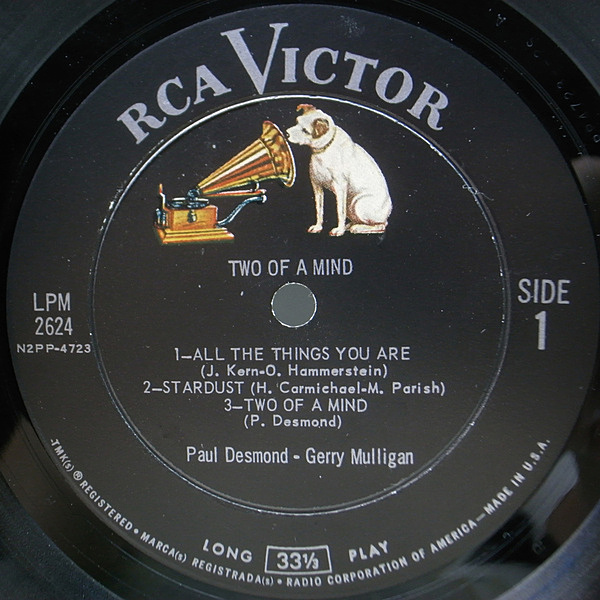 RCA VICTOR
TWO OF A MIND
LPM
2624
N2PP-4723
SIDE
1
1–ALL THE THINGS YOU ARE
(J. Kern-O. Hammerstein)
2–STARDUST (H. Carmichael-M. Parish)
3–TWO OF A MIND
(P. Desmond)
Paul Desmond - Gerry Mulligan
LONG 33⅓ PLAY
TMK(s) ® REGISTERED • MARCA(s) REGISTRADA(s) • RADIO CORPORATION OF AMERICA—MADE IN U.S.A.